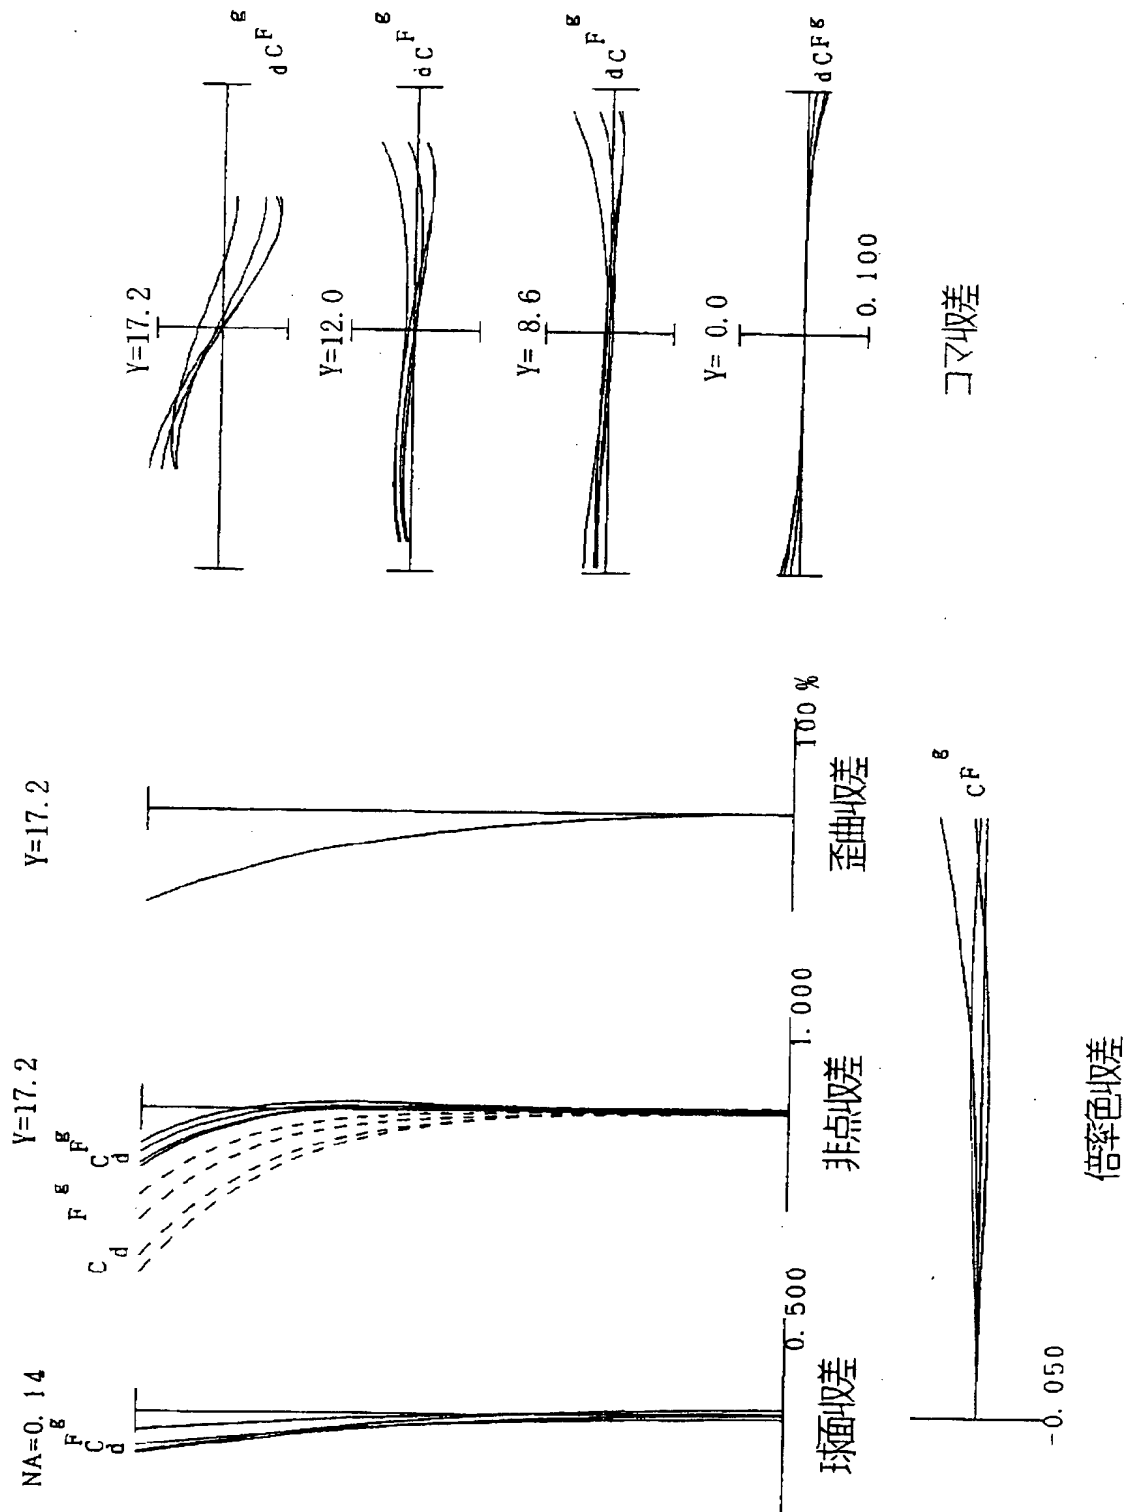 NA=0.14
F g
C d
0.500
球面収差
Y=17.2
F g
C d
F g
C d
1.000
非点収差
Y=17.2
100%
歪曲収差
Y=17.2
d C F g
Y=12.0
d C F g
Y= 8.6
d C F g
Y= 0.0
d C F g
0.100
コマ収差
g
C F
-0.050
倍率色収差